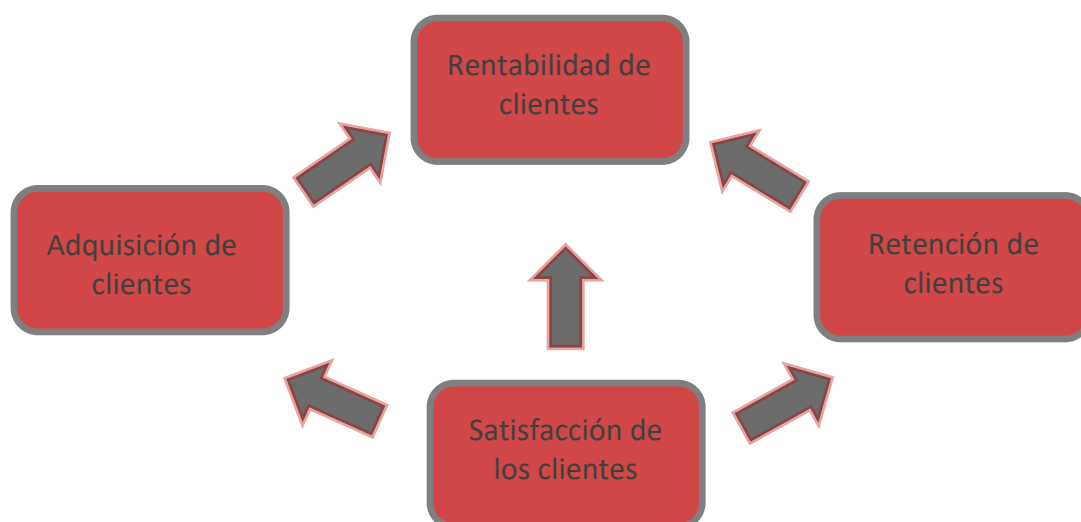 Rentabilidad de
clientes
Adquisición de
clientes
Retención de
clientes
Satisfacción de
los clientes